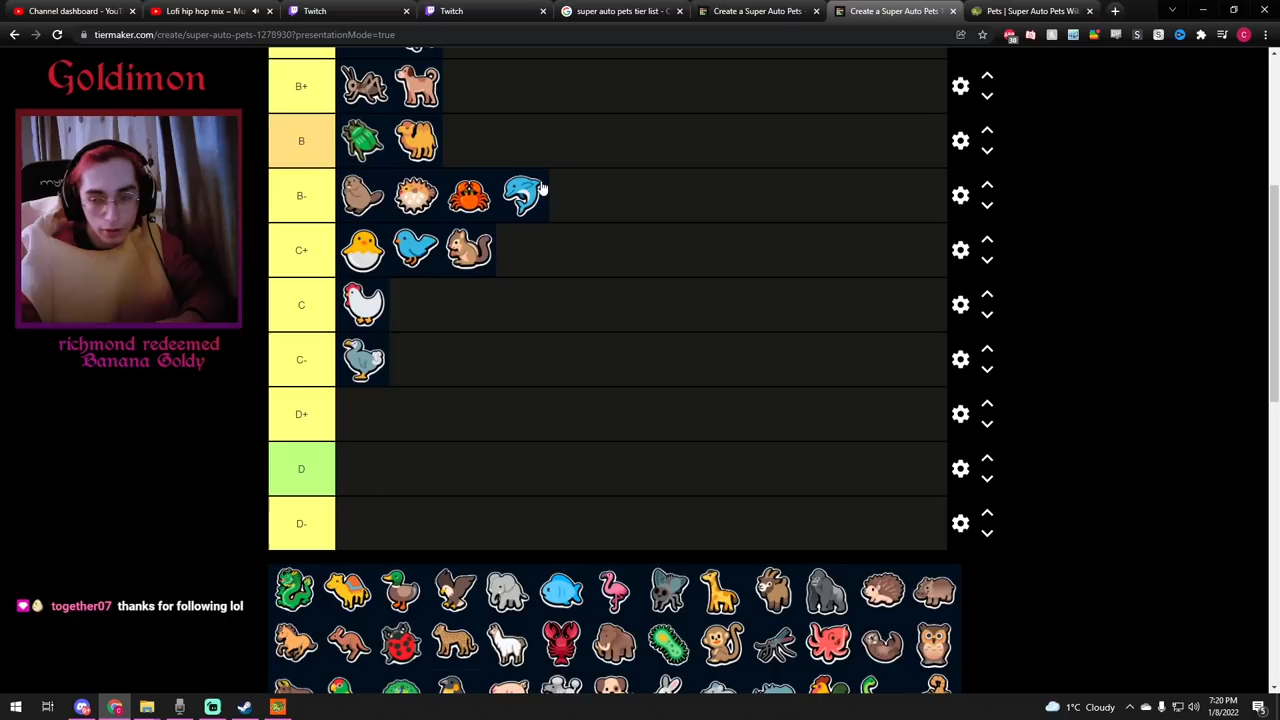 Channel dashboard - YouTub
Lofi hip hop mix ~ Mu
Twitch
Twitch
super auto pets tier list - G
Create a Super Auto Pets
Create a Super Auto Pets T
Pets | Super Auto Pets Wik
tiermaker.com/create/super-auto-pets-1278930?presentationMode=true
Goldimon
richmond redeemed
Banana Goldy
B+
B
B-
C+
C
C-
D+
D
D-
together07 thanks for following lol
1°C Cloudy
7:20 PM
1/8/2022